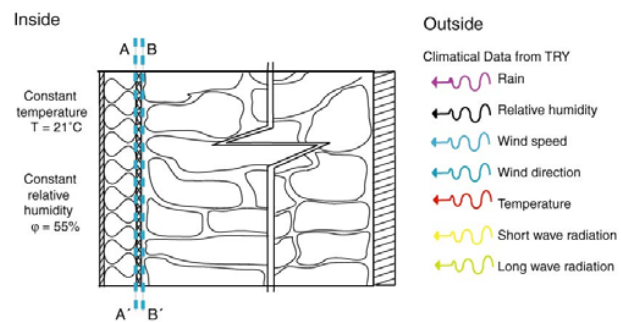 Inside
Outside
A B
Climatical Data from TRY
Constant
temperature
T = 21˚C
Constant
relative
humidity
φ = 55%
Rain
Relative humidity
Wind speed
Wind direction
Temperature
Short wave radiation
Long wave radiation
A´ B´